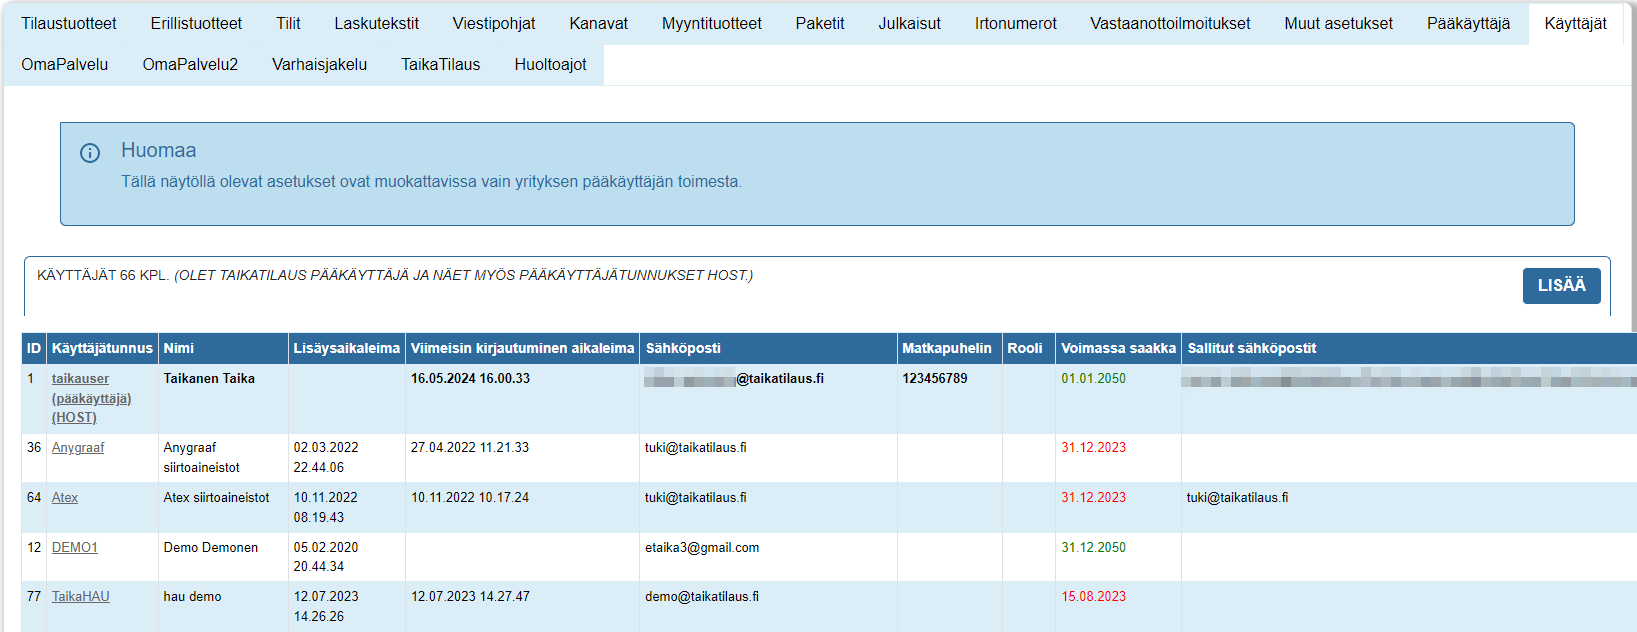 Tilaustuotteet Erillistuotteet Tilit Laskutekstit Viestipohjat Kanavat Myyntituotteet Paketit Julkaisut Irtonumerot Vastaanottoilmoitukset Muut asetukset Pääkäyttäjä Käyttäjät
OmaPalvelu OmaPalvelu2 Varhaisjakelu TaikaTilaus Huoltoajot
Huomaa
Tällä näytöllä olevat asetukset ovat muokattavissa vain yrityksen pääkäyttäjän toimesta.
KÄYTTÄJÄT 66 KPL. (OLET TAIKATILAUS PÄÄKÄYTTÄJÄ JA NÄET MYÖS PÄÄKÄYTTÄJÄTUNNUKSET HOST.)
LISÄÄ
ID Käyttäjätunnus Nimi Lisäysaikaleima Viimeisin kirjautuminen aikaleima Sähköposti Matkapuhelin Rooli Voimassa saakka Sallitut sähköpostit
1 taikauser Taikanen Taika 16.05.2024 16.00.33 @taikatilaus.fi 123456789 01.01.2050
(pääkäyttäjä)
(HOST)
36 Anygraaf Anygraaf 02.03.2022 27.04.2022 11.21.33 tuki@taikatilaus.fi 31.12.2023
siirtoaineistot 22.44.06
64 Atex Atex siirtoaineistot 10.11.2022 10.11.2022 10.17.24 tuki@taikatilaus.fi 31.12.2023 tuki@taikatilaus.fi
08.19.43
12 DEMO1 Demo Demonen 05.02.2020 etaika3@gmail.com 31.12.2050
20.44.34
77 TaikaHAU hau demo 12.07.2023 12.07.2023 14.27.47 demo@taikatilaus.fi 15.08.2023
14.26.26